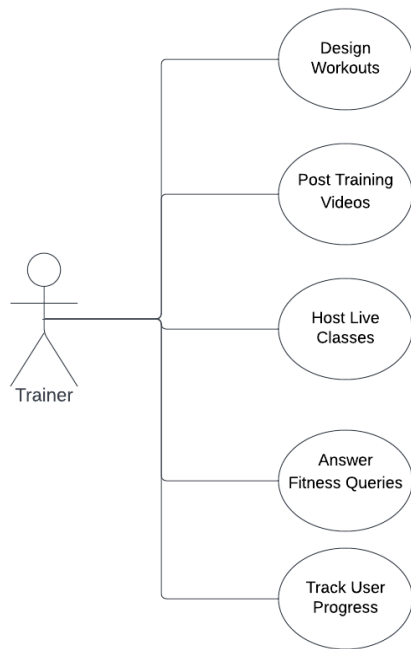 Design
Workouts
Post Training
Videos
Host Live
Classes
Trainer
Answer
Fitness Queries
Track User
Progress